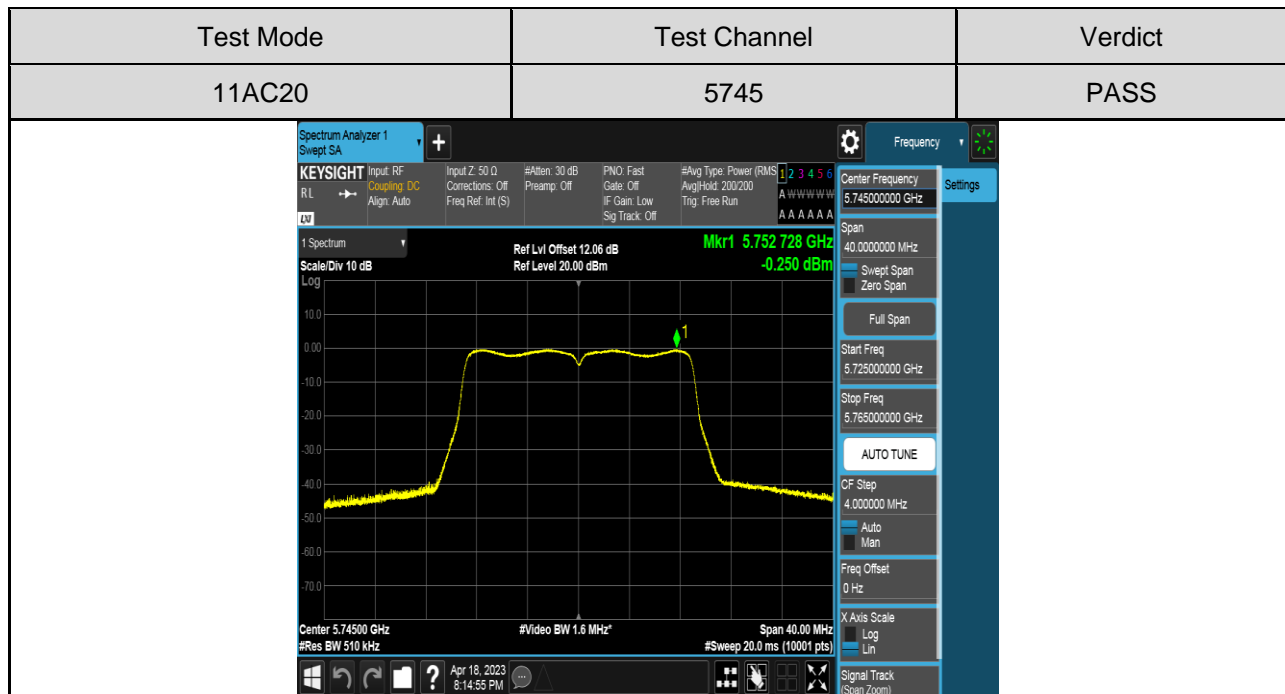 Test Mode Test Channel Verdict
11AC20 5745 PASS
Spectrum Analyzer 1
Swept SA
+
Frequency
KEYSIGHT Input: RF Input Z: 50 Ω #Atten: 30 dB PNO: Fast #Avg Type: Power (RMS 1 2 3 4 5 6
RL Coupling: DC Corrections: Off Preamp: Off Gate: Off Avg|Hold: 200/200 A W W W W W
Align: Auto Freq Ref: Int (S) IF Gain: Low Trig: Free Run
LXI Sig Track: Off A A A A A A
1 Spectrum
Scale/Div 10 dB
Log
Ref Lvl Offset 12.06 dB
Ref Level 20.00 dBm
Mkr1 5.752 728 GHz
-0.250 dBm
10.0
0.00
-10.0
-20.0
-30.0
-40.0
-50.0
-60.0
-70.0
1
Center 5.74500 GHz #Video BW 1.6 MHz* Span 40.00 MHz
#Res BW 510 kHz #Sweep 20.0 ms (10001 pts)
? Apr 18, 2023
8:14:55 PM
Center Frequency
5.745000000 GHz
Settings
Span
40.0000000 MHz
Swept Span
Zero Span
Full Span
Start Freq
5.725000000 GHz
Stop Freq
5.765000000 GHz
AUTO TUNE
CF Step
4.000000 MHz
Auto
Man
Freq Offset
0 Hz
X Axis Scale
Log
Lin
Signal Track
(Span Zoom)